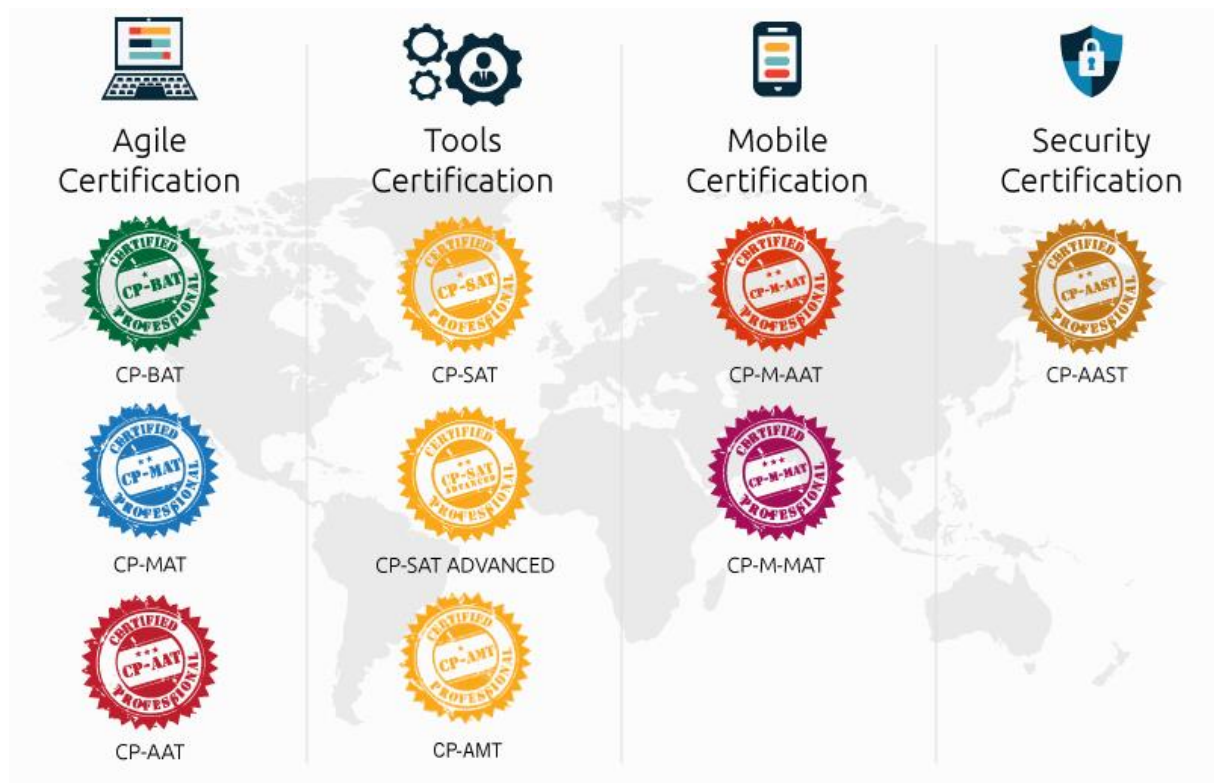 Agile
Certification
CERTIFIED
CP-BAT
PROFESSIONAL
CP-BAT
CERTIFIED
CP-MAT
PROFESSIONAL
CP-MAT
CERTIFIED
CP-AAT
PROFESSIONAL
CP-AAT
Tools
Certification
CERTIFIED
CP-SAT
PROFESSIONAL
CP-SAT
CERTIFIED
CP-SAT
ADVANCED
PROFESSIONAL
CP-SAT ADVANCED
CERTIFIED
CP-AMT
PROFESSIONAL
CP-AMT
Mobile
Certification
CERTIFIED
CP-M-AAT
PROFESSIONAL
CP-M-AAT
CERTIFIED
CP-M-MAT
PROFESSIONAL
CP-M-MAT
Security
Certification
CERTIFIED
CP-AAST
PROFESSIONAL
CP-AAST